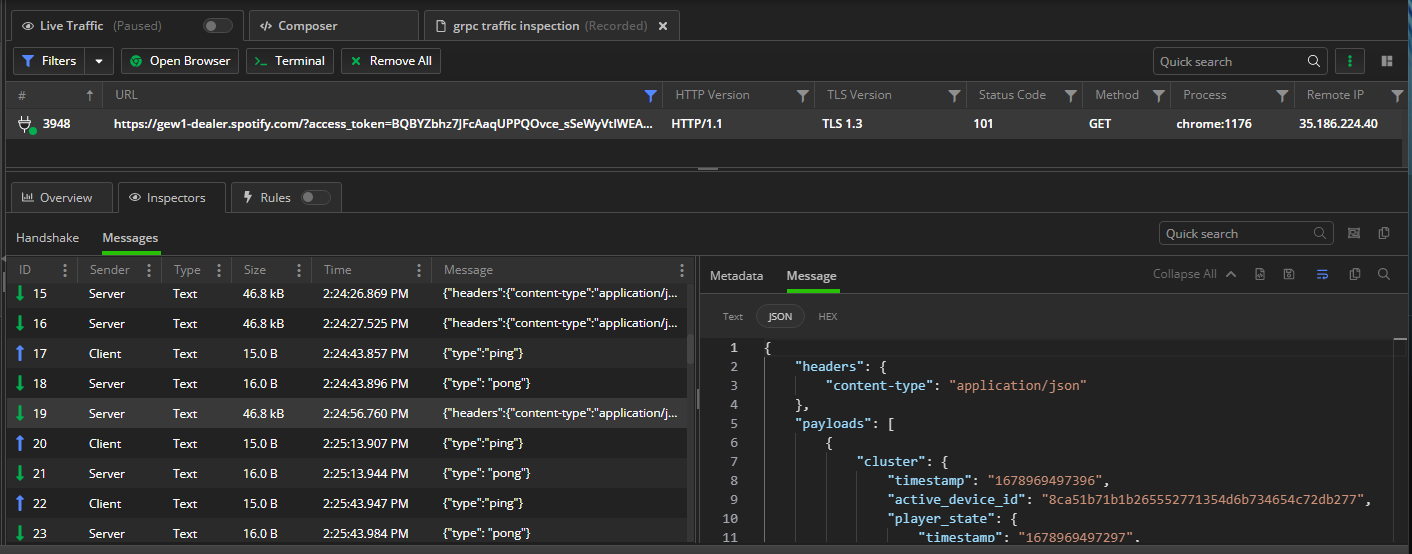 Live Traffic (Paused) </> Composer grpc traffic inspection (Recorded)
Filters Open Browser Terminal Remove All Quick search
# URL HTTP Version TLS Version Status Code Method Process Remote IP
3948 https://gew1-dealer.spotify.com/?access_token=BQBYZbhz7JFcAaqUPPQOvce_sSeWyVtIWEA... HTTP/1.1 TLS 1.3 101 GET chrome:1176 35.186.224.40
Overview Inspectors Rules
Handshake Messages Quick search
ID Sender Type Size Time Message
15 Server Text 46.8 kB 2:24:26.869 PM {"headers":{"content-type":"application/j...
16 Server Text 46.8 kB 2:24:27.525 PM {"headers":{"content-type":"application/j...
17 Client Text 15.0 B 2:24:43.857 PM {"type":"ping"}
18 Server Text 16.0 B 2:24:43.896 PM {"type": "pong"}
19 Server Text 46.8 kB 2:24:56.760 PM {"headers":{"content-type":"application/j...
20 Client Text 15.0 B 2:25:13.907 PM {"type":"ping"}
21 Server Text 16.0 B 2:25:13.944 PM {"type": "pong"}
22 Client Text 15.0 B 2:25:43.947 PM {"type":"ping"}
23 Server Text 16.0 B 2:25:43.984 PM {"type": "pong"}
Metadata Message Collapse All
Text JSON HEX
1 {
2 "headers": {
3 "content-type": "application/json"
4 },
5 "payloads": [
6 {
7 "cluster": {
8 "timestamp": "1678969497396",
9 "active_device_id": "8ca51b71b1b265552771354d6b734654c72db277",
10 "player_state": {
11 "timestamp": "1678969497297",